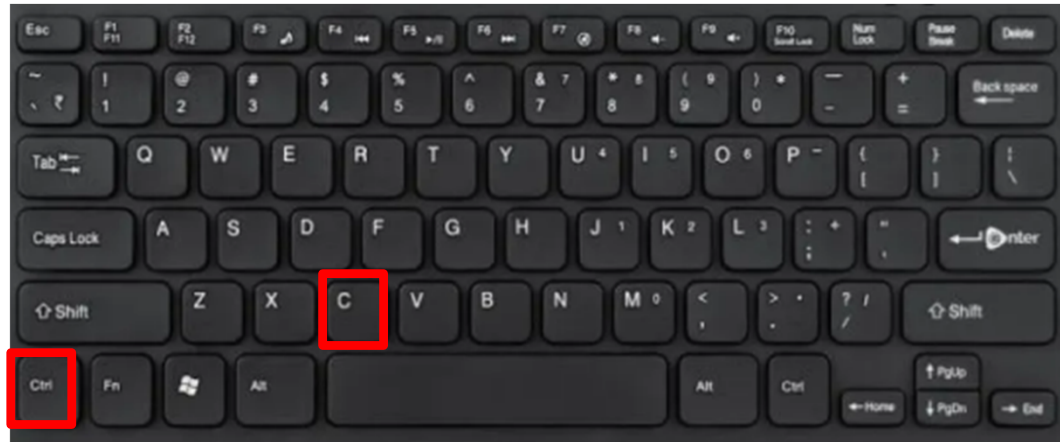 Esc F1 F11 F2 F12 F3 F4 F5 F6 F7 F8 F9 F10 Scroll Lock Num Lock Pause Break Delete
~ ` ₹ ! 1 @ 2 # 3 $ 4 % 5 ^ 6 & 7 7 * 8 8 ( 9 9 ) * 0 _ - + = Back space
Tab Q W E R T Y U 4 I 5 O 6 P - { [ } ] | \
Caps Lock A S D F G H J 1 K 2 L 3 : + ; " ' Enter
Shift Z X C V B N M 0 < , > . . ? / / Shift
Ctrl Fn Alt Alt Ctrl Home PgUp PgDn End